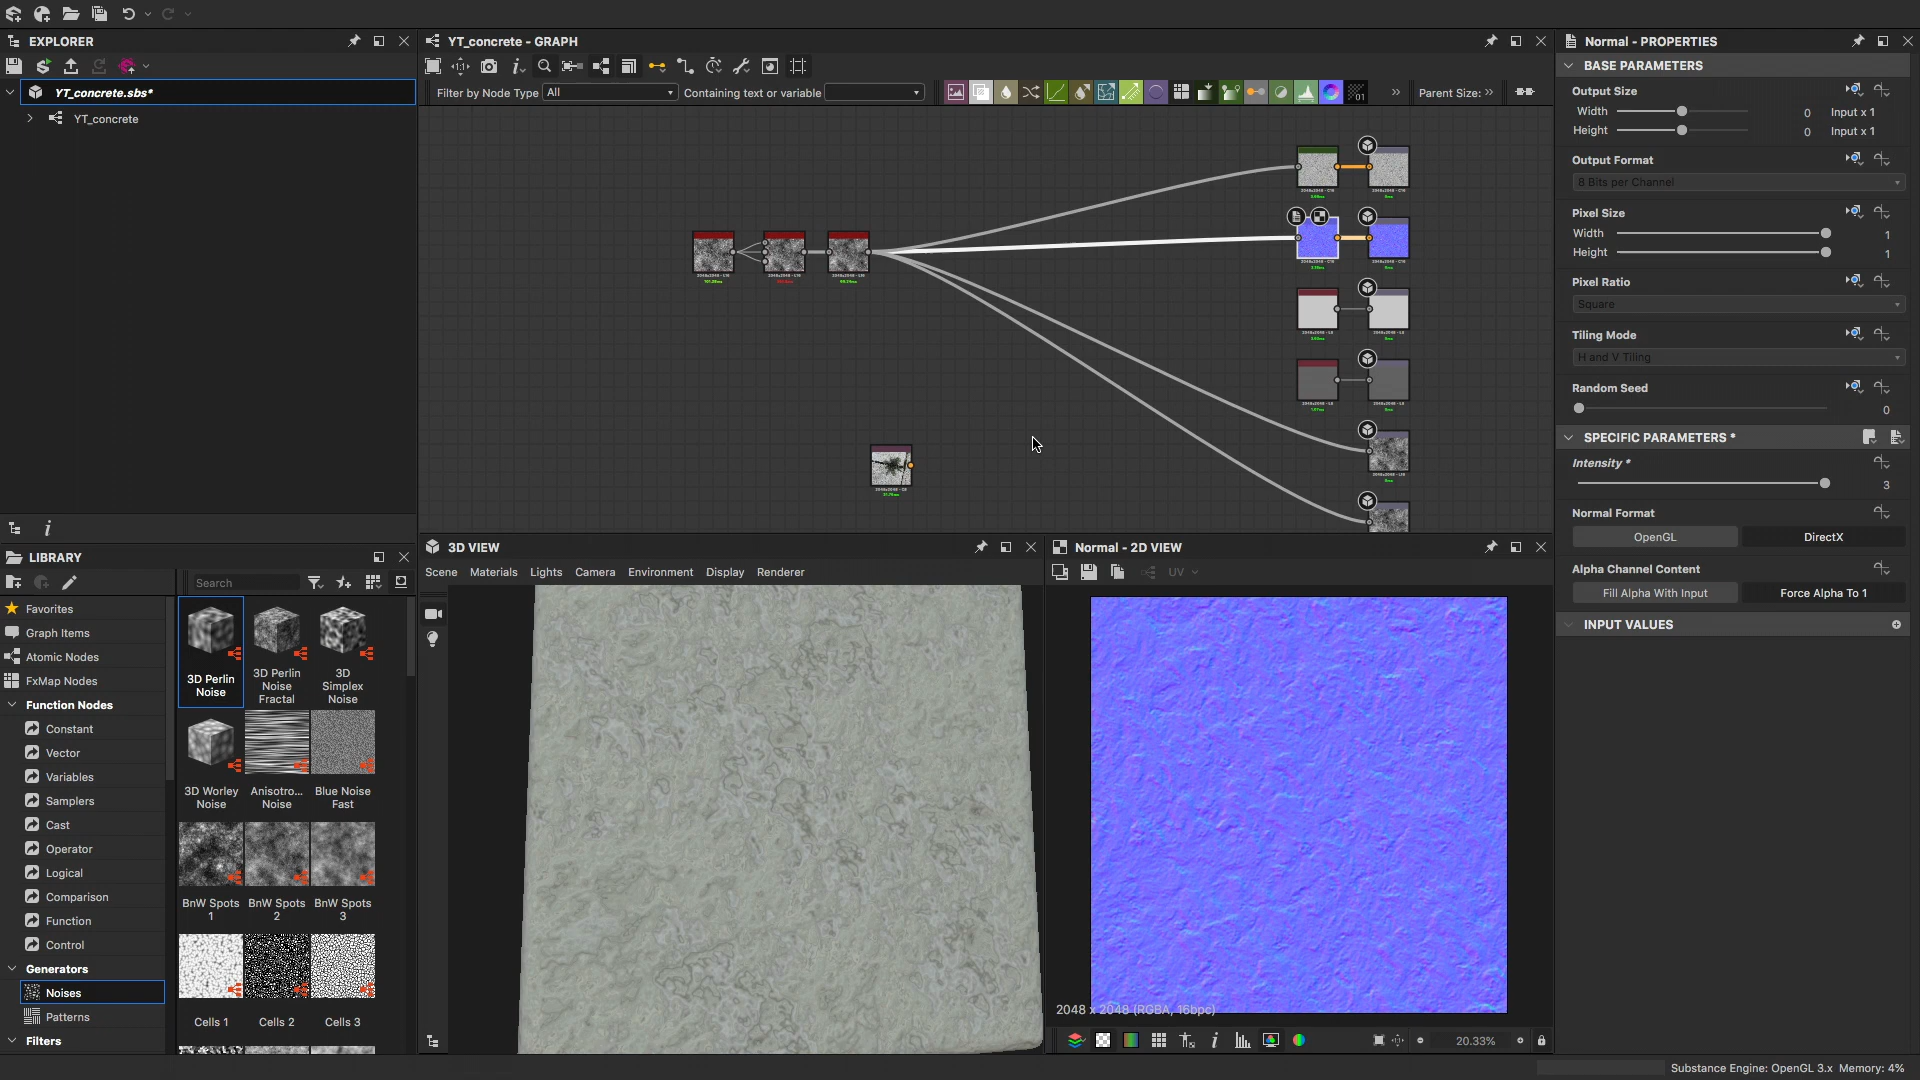 EXPLORER
YT_concrete.sbs*
YT_concrete
LIBRARY
Search
Favorites
Graph Items
Atomic Nodes
FxMap Nodes
Function Nodes
Constant
Vector
Variables
Samplers
Cast
Operator
Logical
Comparison
Function
Control
Generators
Noises
Patterns
Filters
3D Perlin Noise
3D Perlin Noise Fractal
3D Simplex Noise
3D Worley Noise
Anisotro... Noise
Blue Noise Fast
BnW Spots 1
BnW Spots 2
BnW Spots 3
Cells 1
Cells 2
Cells 3
YT_concrete - GRAPH
Filter by Node Type All
Containing text or variable
Parent Size:
3D VIEW
Scene Materials Lights Camera Environment Display Renderer
Normal - 2D VIEW
UV
2048 x 2048 (RGBA, 16bpc)
20.33%
Normal - PROPERTIES
BASE PARAMETERS
Output Size
Width 0 Input x 1
Height 0 Input x 1
Output Format
8 Bits per Channel
Pixel Size
Width 1
Height 1
Pixel Ratio
Square
Tiling Mode
H and V Tiling
Random Seed
0
SPECIFIC PARAMETERS *
Intensity *
3
Normal Format
OpenGL DirectX
Alpha Channel Content
Fill Alpha With Input Force Alpha To 1
INPUT VALUES
Substance Engine: OpenGL 3.x Memory: 4%